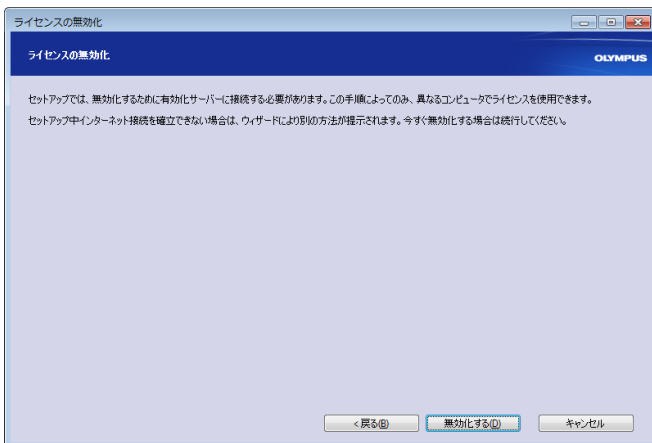 ライセンスの無効化
ライセンスの無効化
OLYMPUS
セットアップでは、無効化するために有効化サーバーに接続する必要があります。この手順によってのみ、異なるコンピュータでライセンスを使用できます。
セットアップ中インターネット接続を確立できない場合は、ウィザードにより別の方法が提示されます。今すぐ無効化する場合は続行してください。
<戻る(B) 無効化する(D) キャンセル